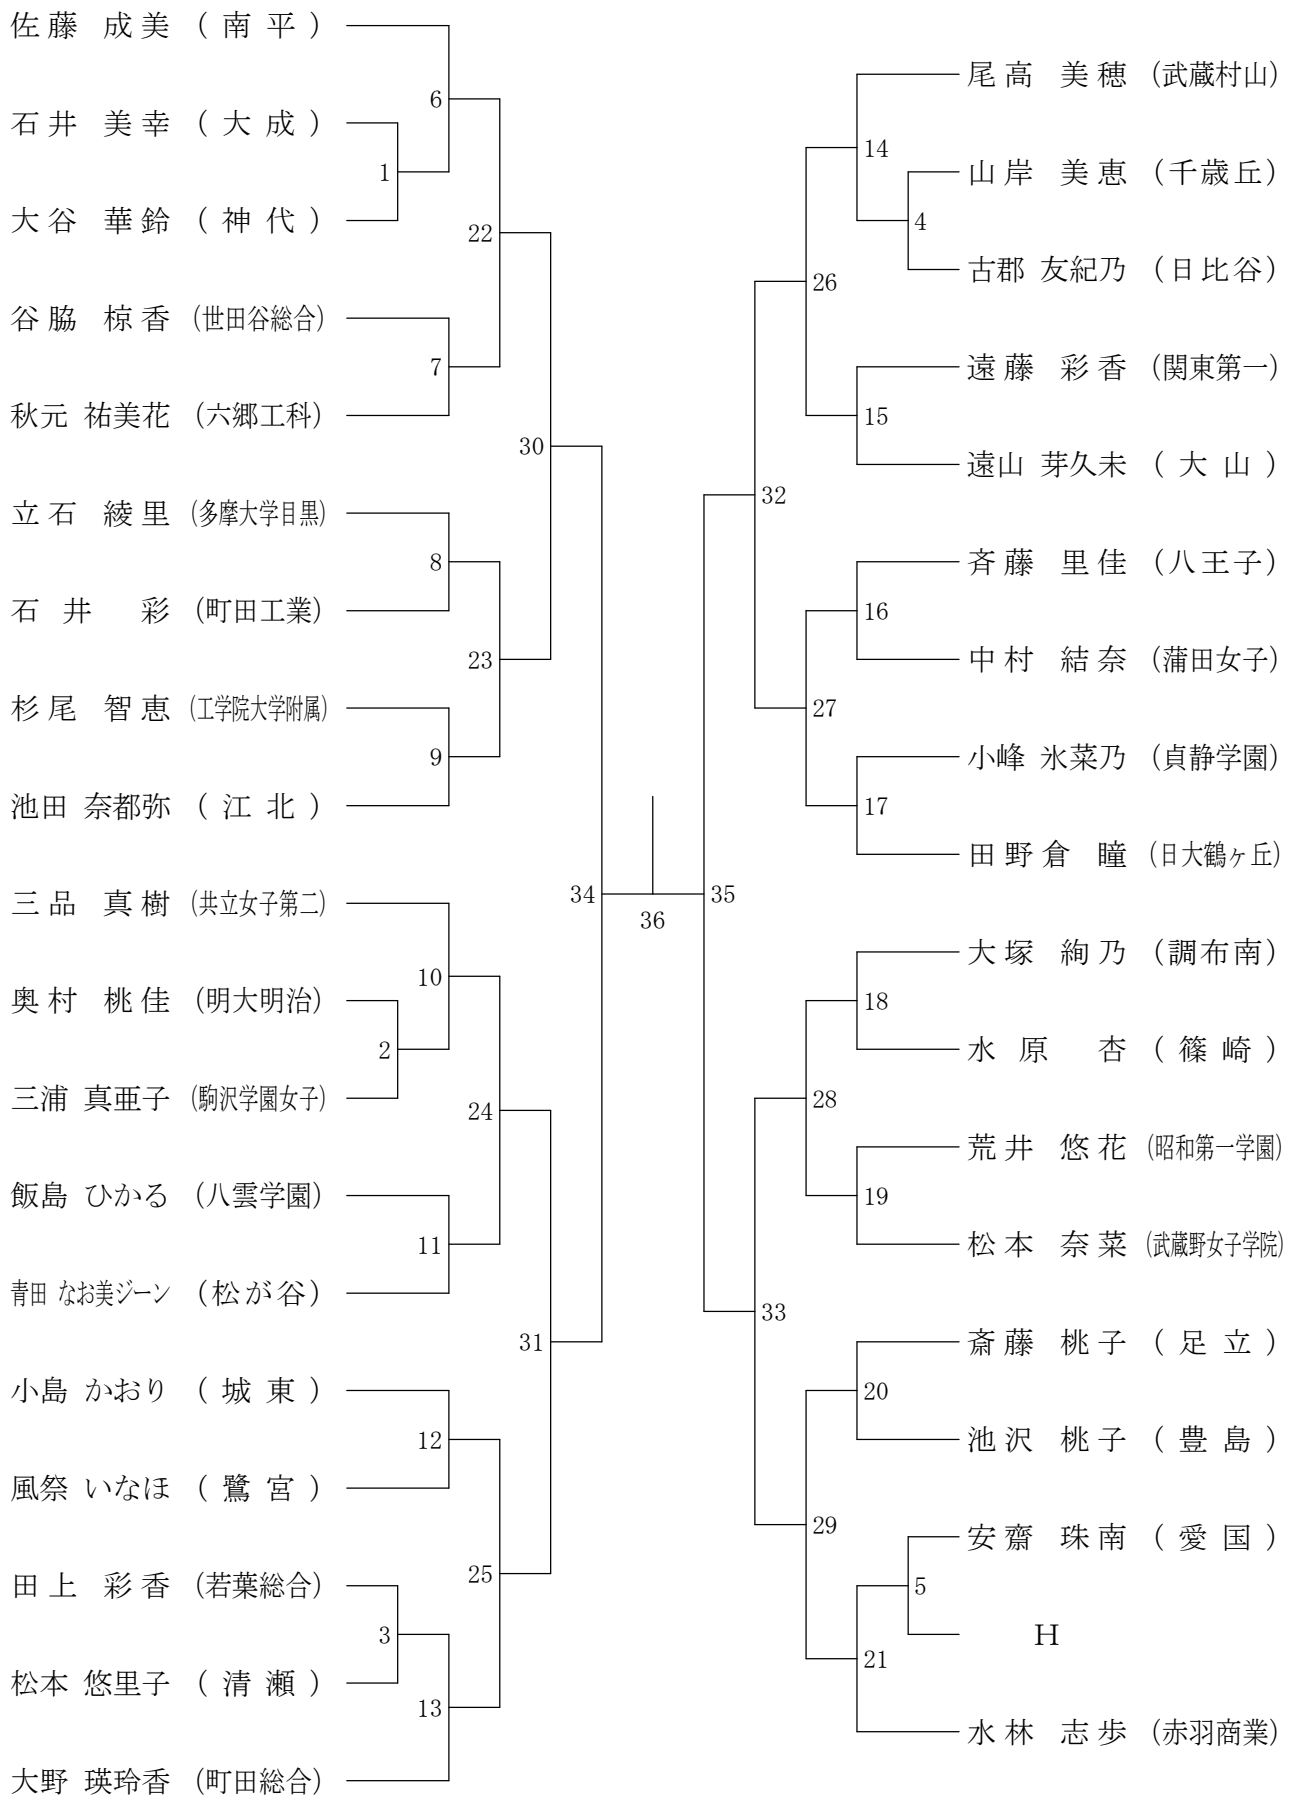 佐藤 成美 （南平）
石井 美幸 （大成）
大谷 華鈴 （神代）
谷脇 椋香 （世田谷総合）
秋元 祐美花 （六郷工科）
立石 綾里 （多摩大学目黒）
石井 彩 （町田工業）
杉尾 智恵 （工学院大学附属）
池田 奈都弥 （江北）
三品 真樹 （共立女子第二）
奥村 桃佳 （明大明治）
三浦 真亜子 （駒沢学園女子）
飯島 ひかる （八雲学園）
青田 なお美ジーン （松が谷）
小島 かおり （城東）
風祭 いなほ （鷺宮）
田上 彩香 （若葉総合）
松本 悠里子 （清瀬）
大野 瑛玲香 （町田総合）
1
2
3
6
7
8
9
10
11
12
13
22
23
24
25
30
31
34
36
35
32
33
26
27
28
29
14
15
16
17
18
19
20
21
4
5
尾高 美穂 （武蔵村山）
山岸 美恵 （千歳丘）
古郡 友紀乃 （日比谷）
遠藤 彩香 （関東第一）
遠山 芽久未 （大山）
斉藤 里佳 （八王子）
中村 結奈 （蒲田女子）
小峰 氷菜乃 （貞静学園）
田野倉 瞳 （日大鶴ヶ丘）
大塚 絢乃 （調布南）
水原 杏 （篠崎）
荒井 悠花 （昭和第一学園）
松本 奈菜 （武蔵野女子学院）
斎藤 桃子 （足立）
池沢 桃子 （豊島）
安齋 珠南 （愛国）
H
水林 志歩 （赤羽商業）